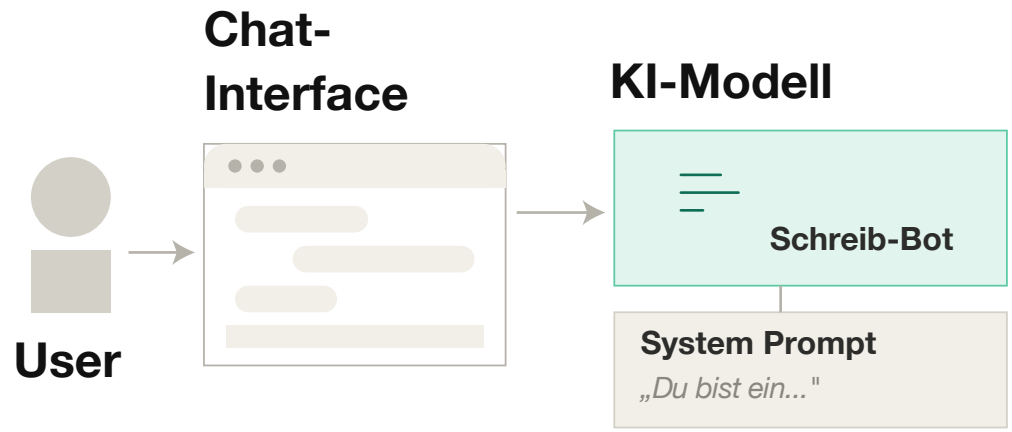 Chat-
Interface
KI-Modell
User
Schreib-Bot
System Prompt
„Du bist ein..."